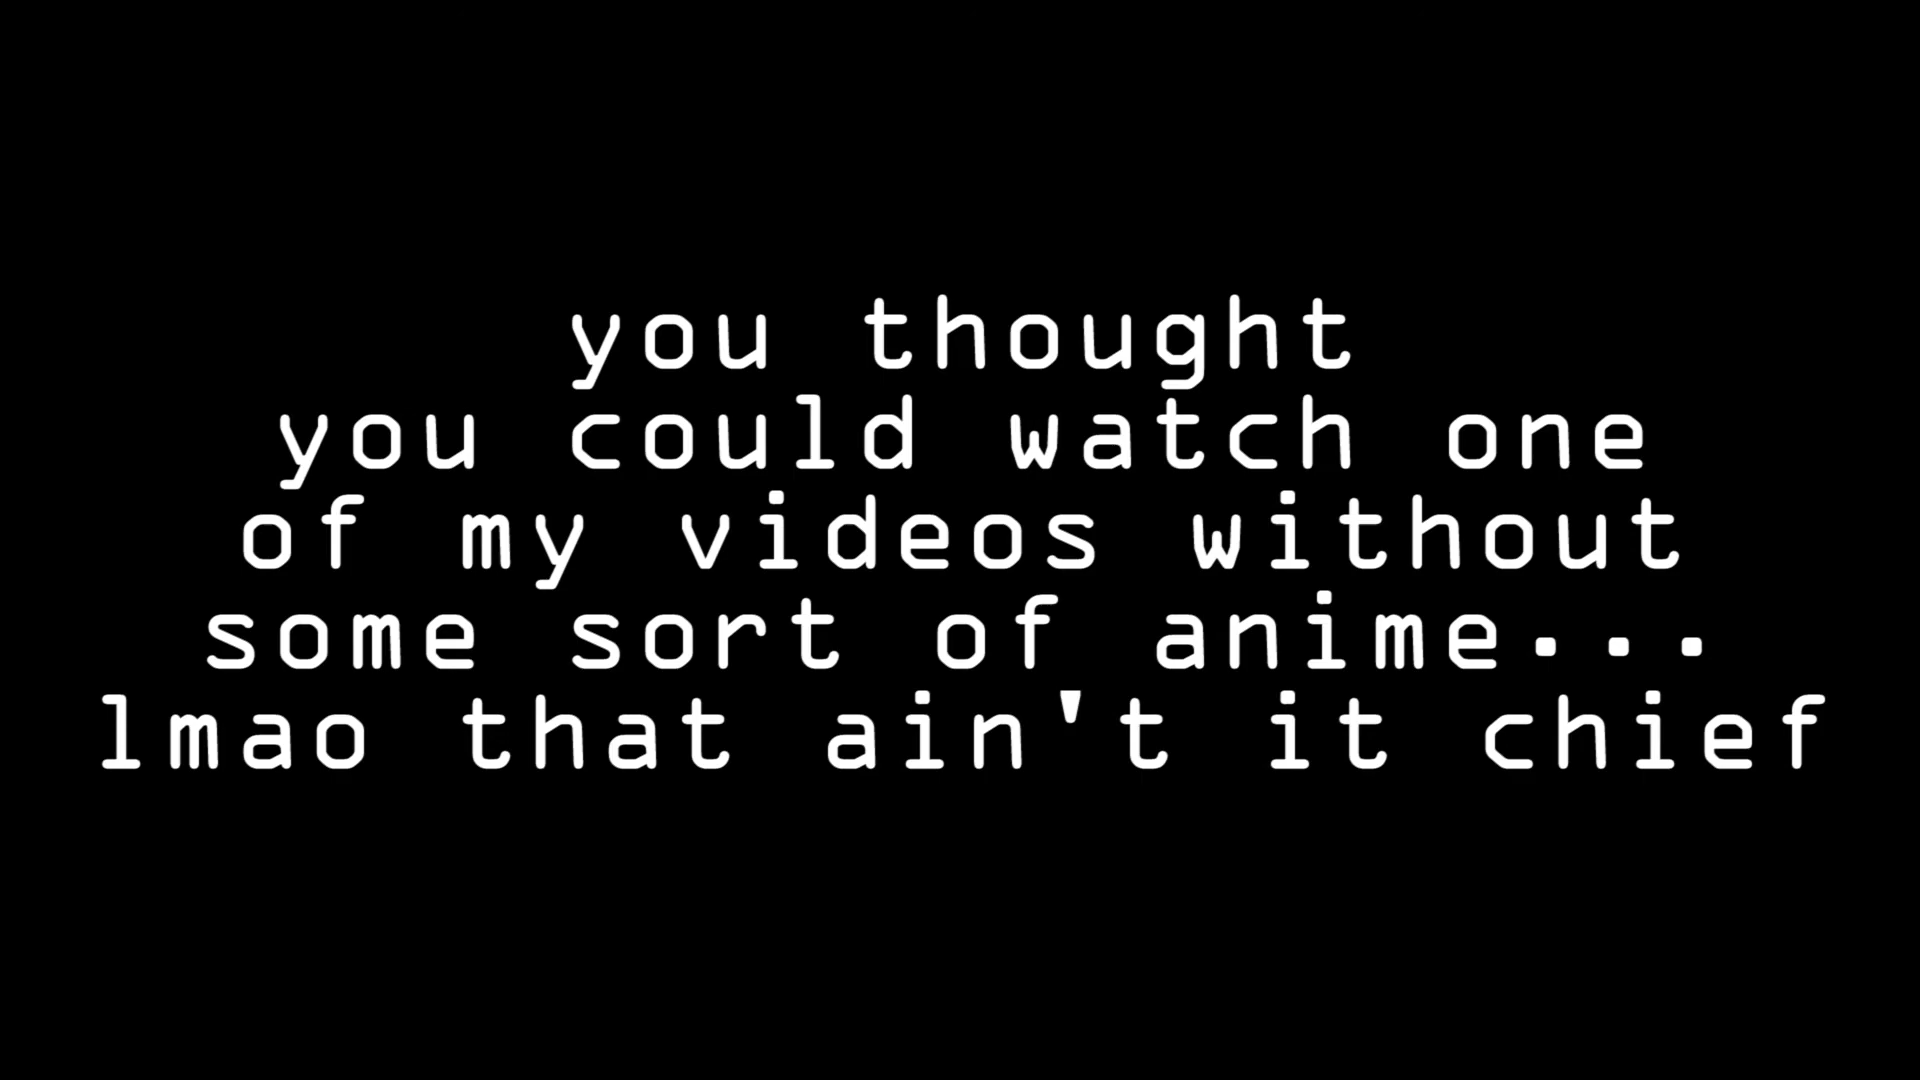 you thought
you could watch one
of my videos without
some sort of anime...
lmao that ain't it chief